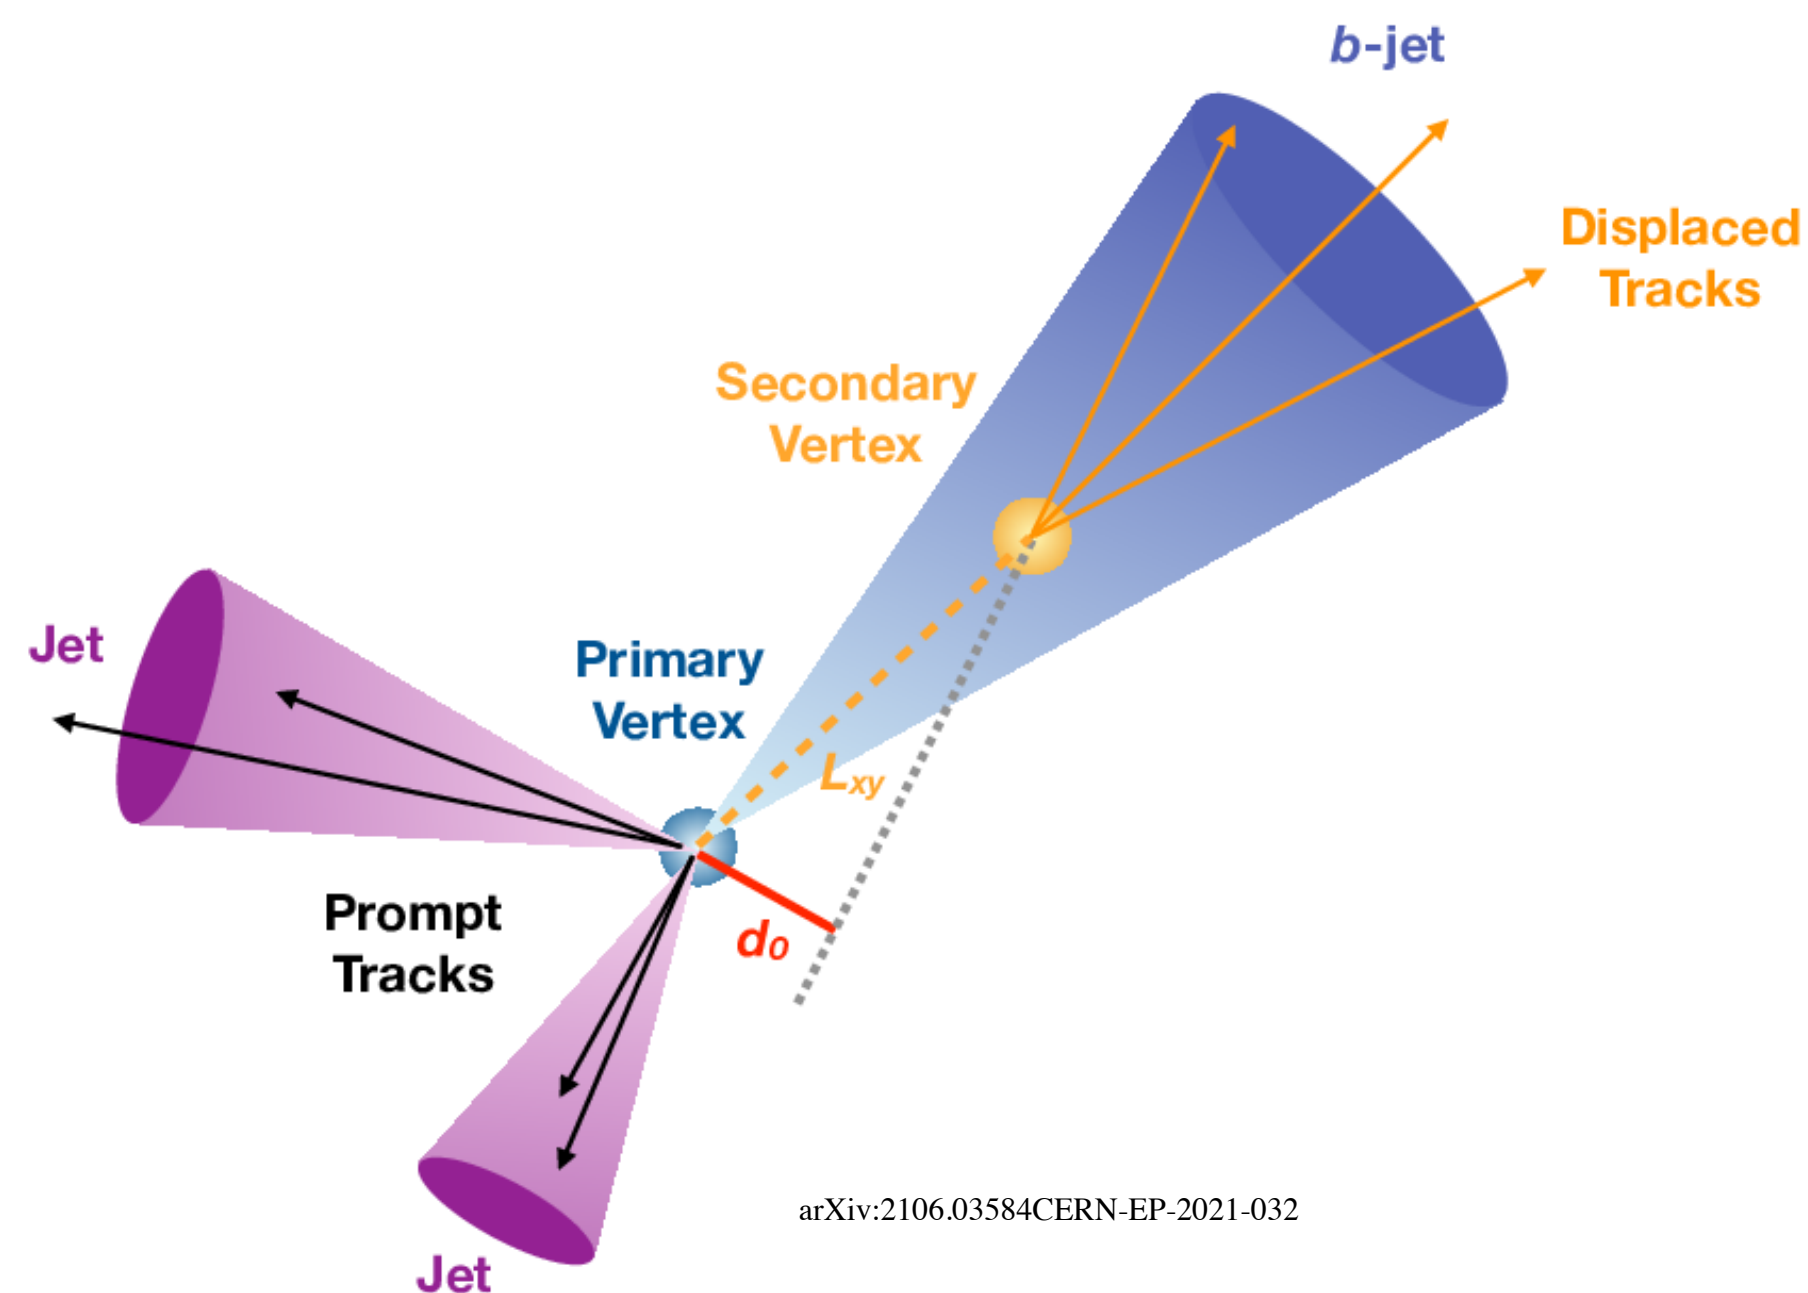 b-jet
Displaced
Tracks
Secondary
Vertex
Jet
Primary
Vertex
Lxy
Prompt
Tracks
d0
arXiv:2106.03584CERN-EP-2021-032
Jet